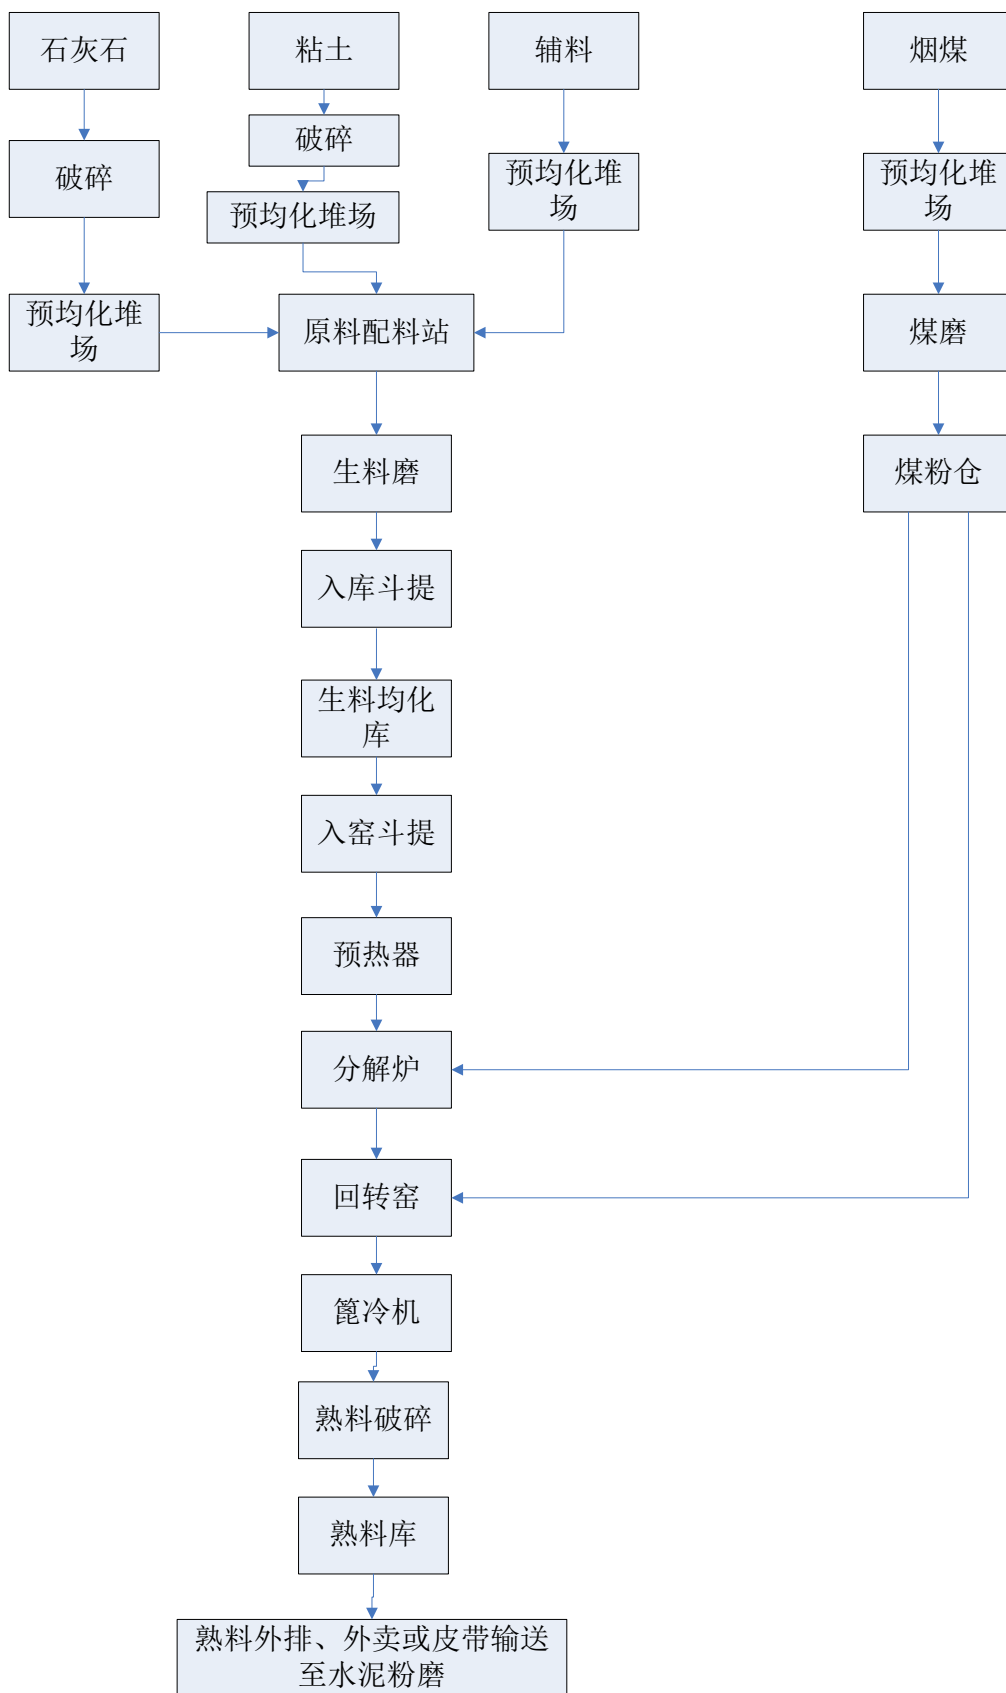 石灰石
粘土
辅料
烟煤
破碎
破碎
预均化堆
场
预均化堆
场
预均化堆场
预均化堆
场
原料配料站
煤磨
生料磨
煤粉仓
入库斗提
生料均化
库
入窑斗提
预热器
分解炉
回转窑
篦冷机
熟料破碎
熟料库
熟料外排、外卖或皮带输送
至水泥粉磨